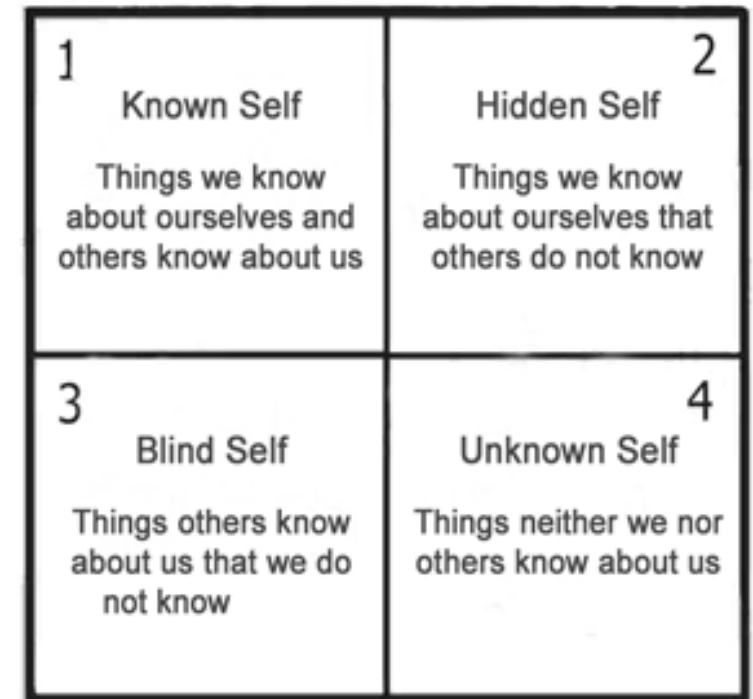 1
Known Self
Things we know
about ourselves and
others know about us
2
Hidden Self
Things we know
about ourselves that
others do not know
3
Blind Self
Things others know
about us that we do
not know
4
Unknown Self
Things neither we nor
others know about us